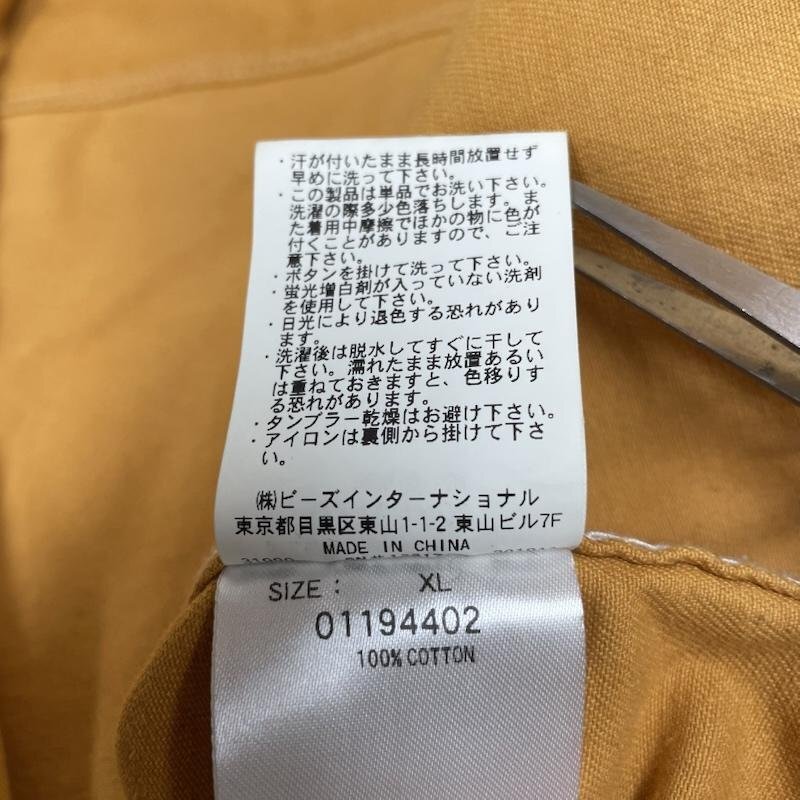 ・汗が付いたまま長時間放置せず
早めに洗って下さい。
・この製品は単品でお洗い下さい。
洗濯の際多少色落ちします。ま
た着用中摩擦でほかの物に色が
付くことがありますので、ご注
意下さい。
・ボタンを掛けて洗って下さい。
・蛍光増白剤が入っていない洗剤
を使用して下さい。
・日光により退色する恐れがあり
ます。
・洗濯後は脱水してすぐに干して
下さい。濡れたまま放置あるい
は重ねておきますと、色移りす
る恐れがあります。
・タンブラー乾燥はお避け下さい。
・アイロンは裏側から掛けて下さ
い。
㈱ビーズインターナショナル
東京都目黒区東山1-1-2 東山ビル7F
MADE IN CHINA
SIZE : XL
01194402
100% COTTON